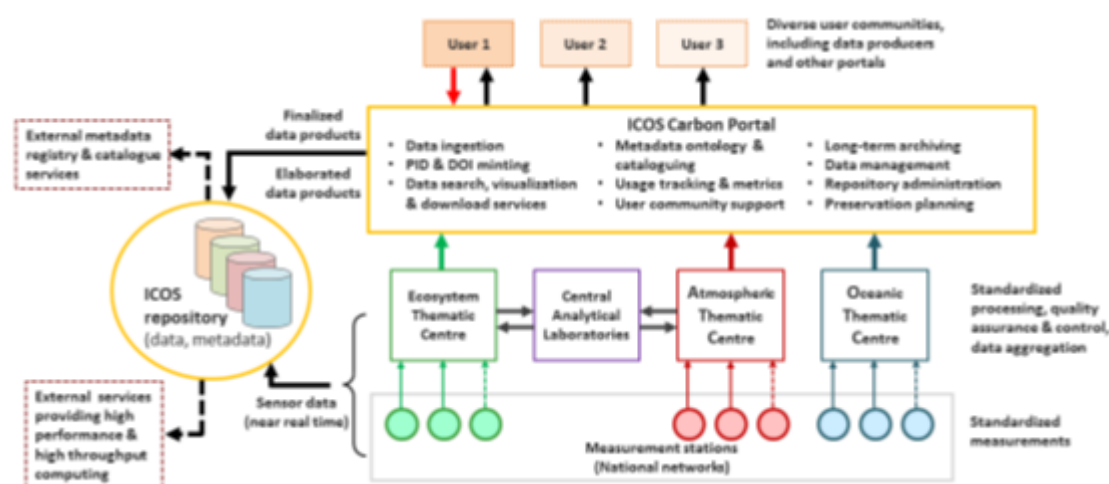 User 1
User 2
User 3
Diverse user communities,
including data producers
and other portals
Finalized
data products
Elaborated
data products
External metadata
registry & catalogue
services
ICOS Carbon Portal
• Data ingestion
• PID & DOI minting
• Data search, visualization
& download services
• Metadata ontology &
cataloguing
• Usage tracking & metrics
• User community support
• Long-term archiving
• Data management
• Repository administration
• Preservation planning
ICOS
repository
(data, metadata)
Ecosystem
Thematic
Centre
Central
Analytical
Laboratories
Atmospheric
Thematic
Centre
Oceanic
Thematic
Centre
Standardized
processing, quality
assurance & control,
data aggregation
External services
providing high
performance &
high throughput
computing
Sensor data
(near real time)
Measurement stations
(National networks)
Standardized
measurements